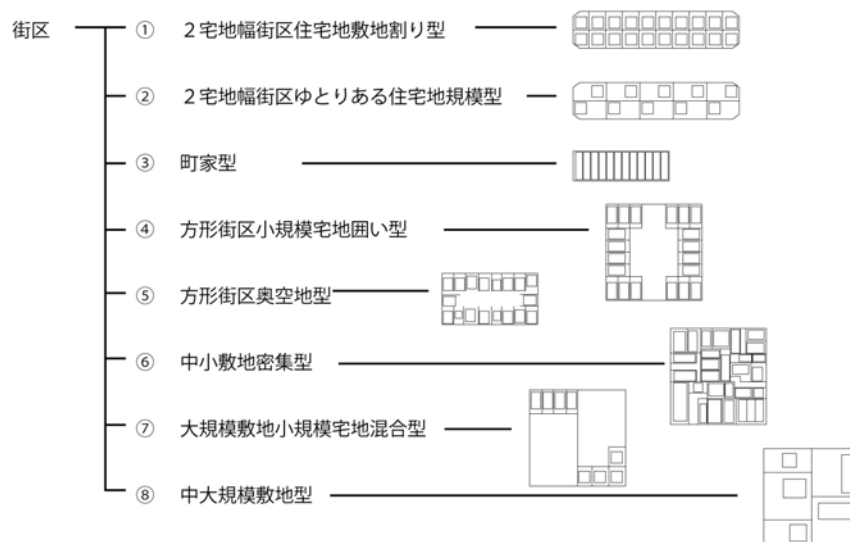 街区
① 2宅地幅街区住宅地敷地割り型
② 2宅地幅街区ゆとりある住宅地規模型
③ 町家型
④ 方形街区小規模宅地囲い型
⑤ 方形街区奥空地型
⑥ 中小敷地密集型
⑦ 大規模敷地小規模宅地混合型
⑧ 中大規模敷地型